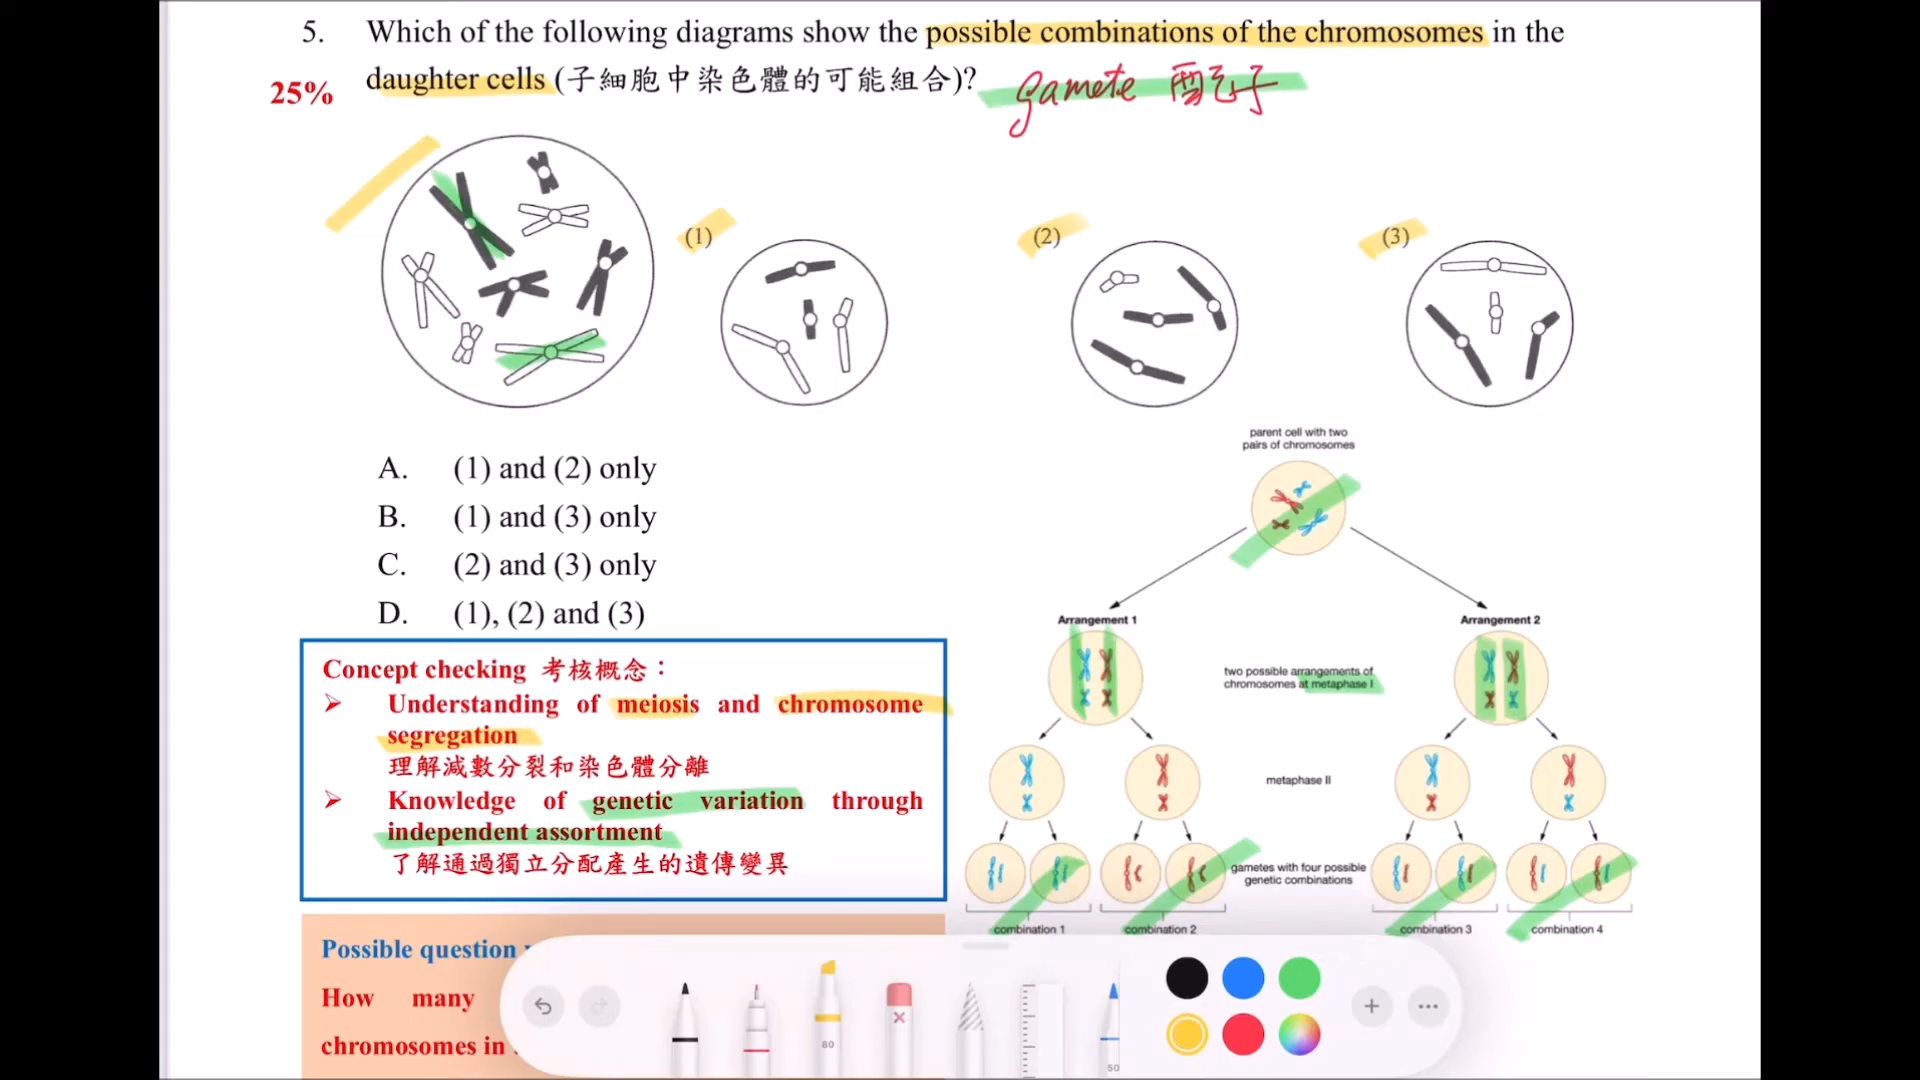 5. Which of the following diagrams show the possible combinations of the chromosomes in the
daughter cells (子細胞中染色體的可能組合)?
25%
gamete 配子
(1)
(2)
(3)
A. (1) and (2) only
B. (1) and (3) only
C. (2) and (3) only
D. (1), (2) and (3)
parent cell with two
pairs of chromosomes
Arrangement 1
Arrangement 2
two possible arrangements of
chromosomes at metaphase I
metaphase II
gametes with four possible
genetic combinations
combination 1
combination 2
combination 3
combination 4
Concept checking 考核概念：
➢ Understanding of meiosis and chromosome
segregation
理解減數分裂和染色體分離
➢ Knowledge of genetic variation through
independent assortment
了解通過獨立分配產生的遺傳變異
Possible question
How many
chromosomes in
80
50